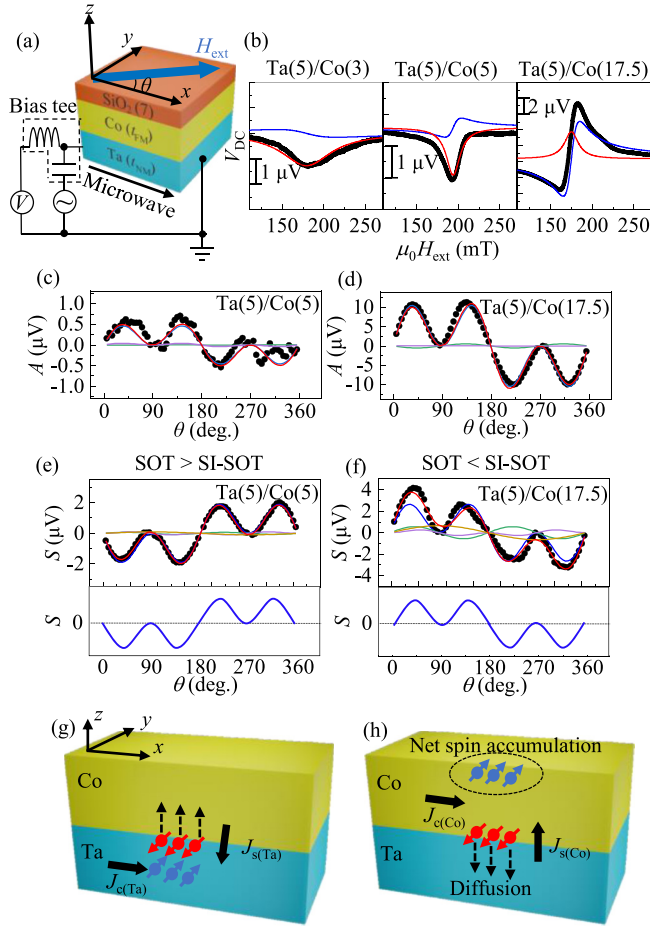 (a)
z
y
H_ext
θ
x
SiO₂ (7)
Co (t_FM)
Ta (t_NM)
Bias tee
V
~
Microwave
(b)
Ta(5)/Co(3) Ta(5)/Co(5) Ta(5)/Co(17.5)
V_DC
1 μV
1 μV
2 μV
150 200 250 150 200 250 150 200 250
μ₀H_ext (mT)
(c)
Ta(5)/Co(5)
A (μV)
1.0
0.5
0.0
-0.5
-1.0
0 90 180 270 360
θ (deg.)
(d)
Ta(5)/Co(17.5)
A (μV)
10
5
0
-5
-10
0 90 180 270 360
θ (deg.)
(e)
SOT > SI-SOT
Ta(5)/Co(5)
S (μV)
2
0
-2
S
0
0 90 180 270 360
θ (deg.)
(f)
SOT < SI-SOT
Ta(5)/Co(17.5)
S (μV)
4
2
0
-2
-4
S
0
0 90 180 270 360
θ (deg.)
(g)
z
y
x
Co
Ta
J_c(Ta)
J_s(Ta)
(h)
Net spin accumulation
Co
J_c(Co)
Ta
J_s(Co)
Diffusion